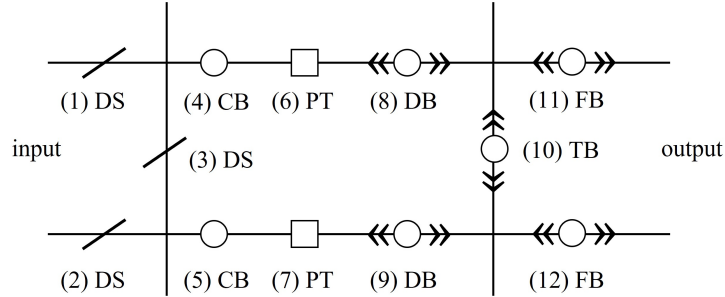 (1) DS (4) CB (6) PT (8) DB (11) FB
input (3) DS (10) TB output
(2) DS (5) CB (7) PT (9) DB (12) FB